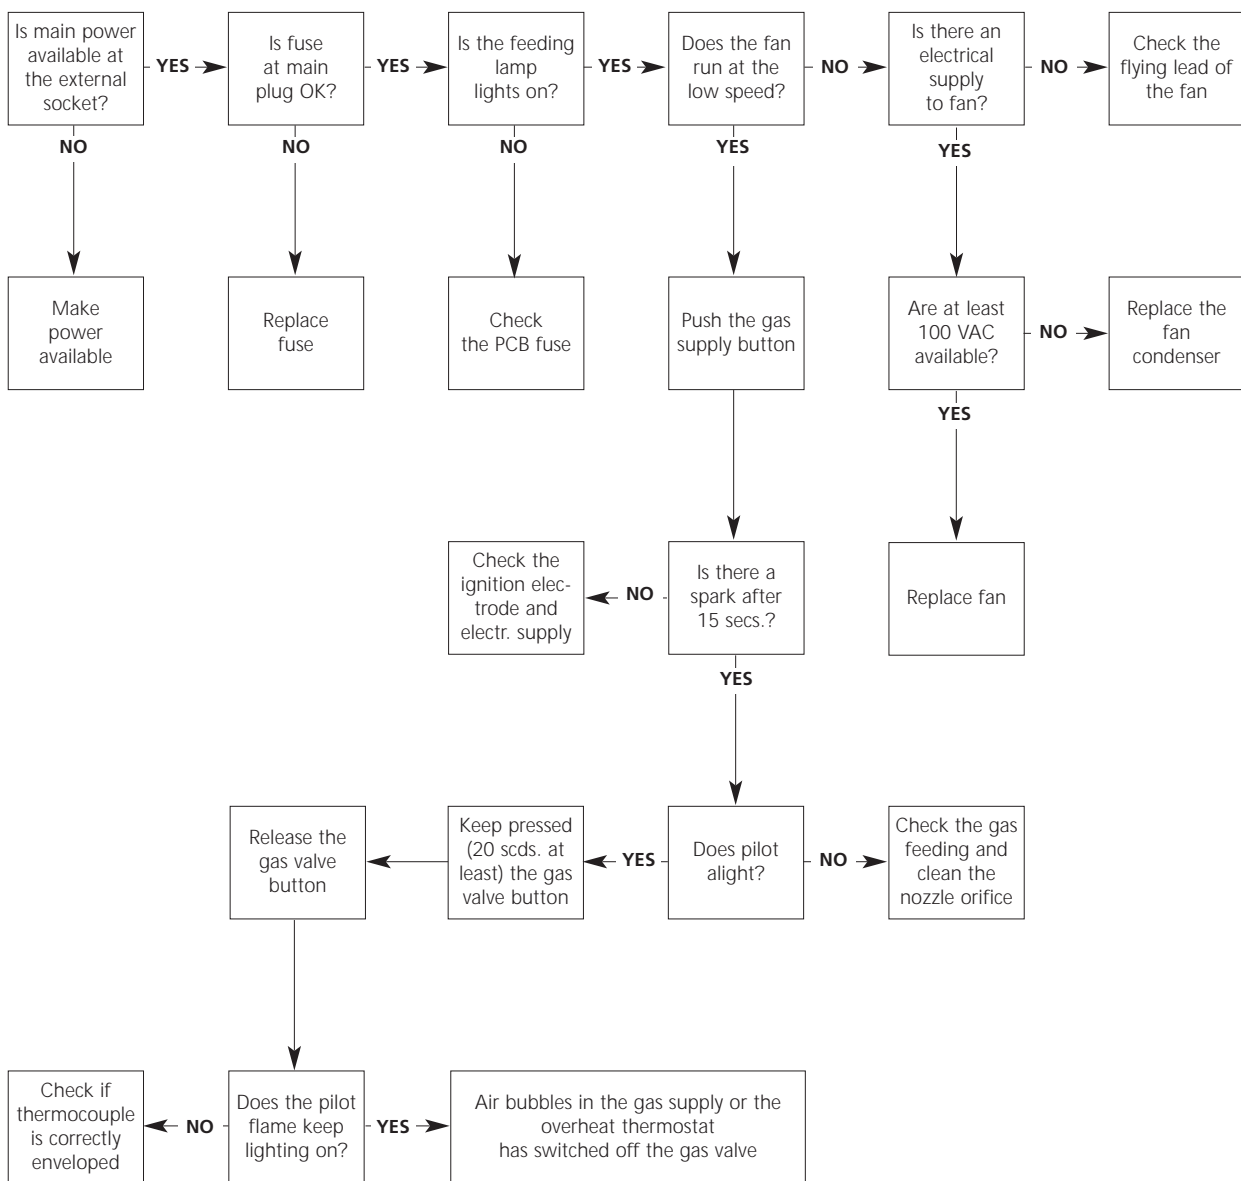 Is main power
available at
the external
socket?
YES
Is fuse
at main
plug OK?
YES
Is the feeding
lamp
lights on?
YES
Does the fan
run at the
low speed?
NO
Is there an
electrical
supply
to fan?
NO
Check the
flying lead of
the fan
NO
NO
NO
YES
YES
Make
power
available
Replace
fuse
Check
the PCB fuse
Push the gas
supply button
Are at least
100 VAC
available?
NO
Replace the
fan
condenser
YES
Check the
ignition elec-
trode and
electr. supply
NO
Is there a
spark after
15 secs.?
Replace fan
YES
Release the
gas valve
button
Keep pressed
(20 scds. at
least) the gas
valve button
YES
Does pilot
alight?
NO
Check the gas
feeding and
clean the
nozzle orifice
Check if
thermocouple
is correctly
enveloped
NO
Does the pilot
flame keep
lighting on?
YES
Air bubbles in the gas supply or the
overheat thermostat
has switched off the gas valve